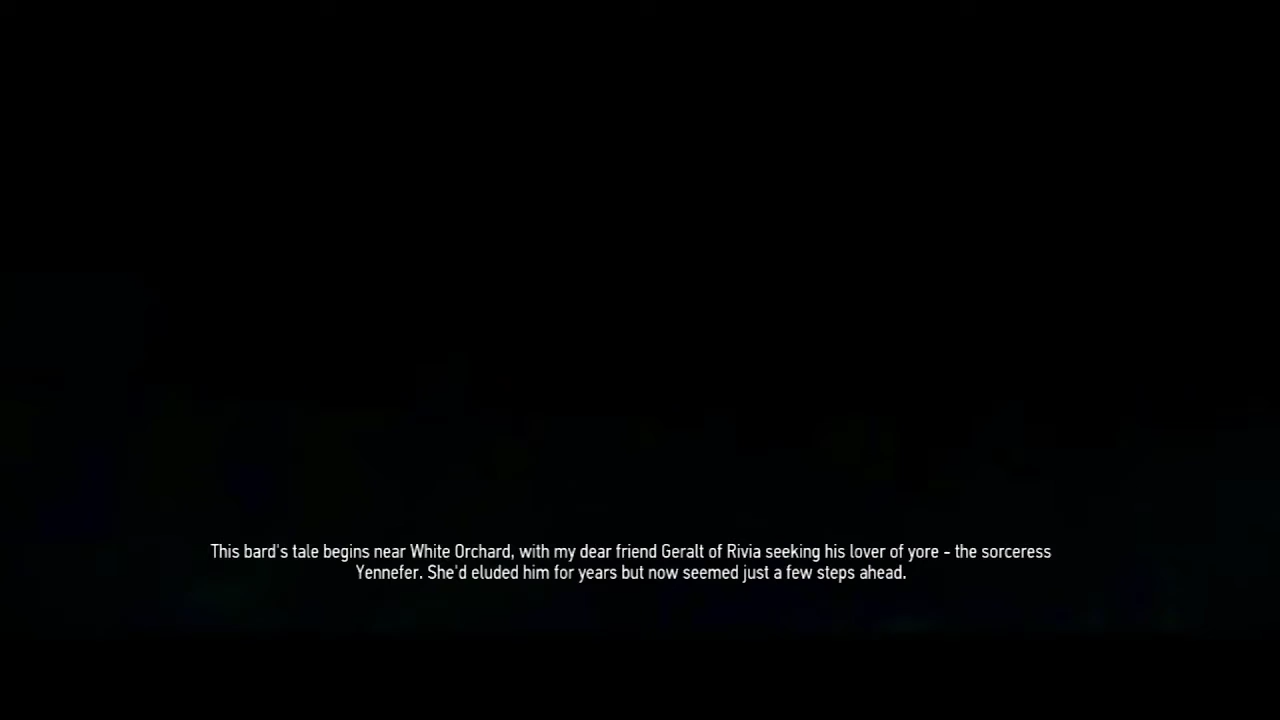 This bard's tale begins near White Orchard, with my dear friend Geralt of Rivia seeking his lover of yore - the sorceress
Yennefer. She'd eluded him for years but now seemed just a few steps ahead.